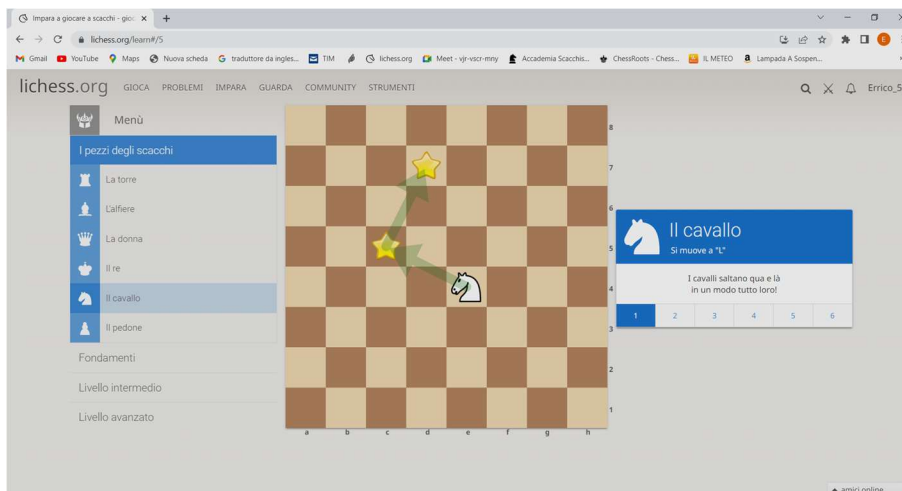 Impara a giocare a scacchi - gio
lichess.org/learn#/5
Gmail YouTube Maps Nuova scheda traduttore da ingles... TIM lichess.org Meet - vjr-vscr-mny Accademia Scacchis... ChessRoots - Chess... IL METEO Lampada A Sospen...
lichess.org GIOCA PROBLEMI IMPARA GUARDA COMMUNITY STRUMENTI Errico_5
Menù
I pezzi degli scacchi
La torre
L'alfiere
La donna
Il re
Il cavallo
Il pedone
Fondamenti
Livello intermedio
Livello avanzato
8
7
6
5
4
3
2
1
a b c d e f g h
Il cavallo
Si muove a "L"
I cavalli saltano qua e là
in un modo tutto loro!
1 2 3 4 5 6
amici online